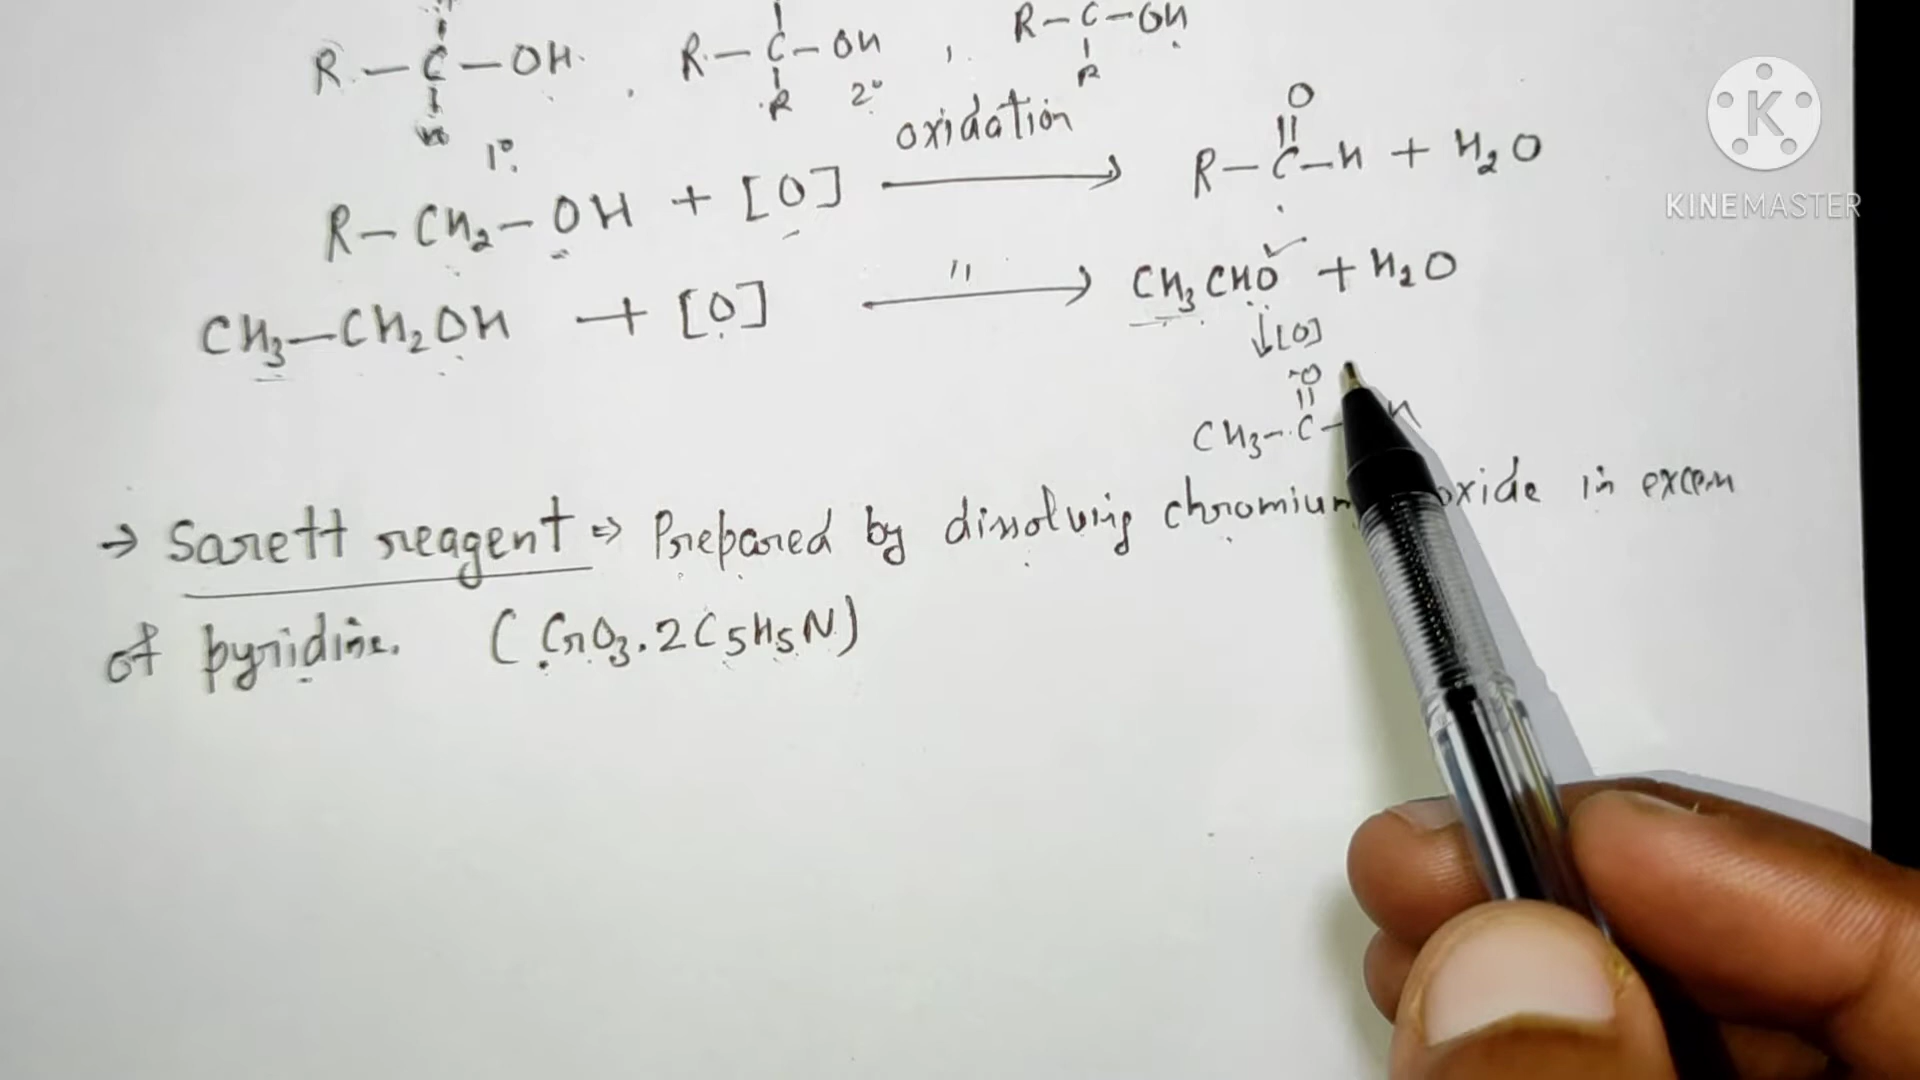 R-C-OH, R-C-OH, R-C-OH
H R R
1° 2°
R-CH2-OH + [O] oxidation → R-C-H + H2O
O
CH3-CH2OH + [O] " → CH3CHO ✓ + H2O
↓[O]
O
CH3-C-
→ Sarett reagent ⇒ Prepared by dissolving chromium oxide in excess
of pyridine. (CrO3.2C5H5N)
K
KINEMASTER